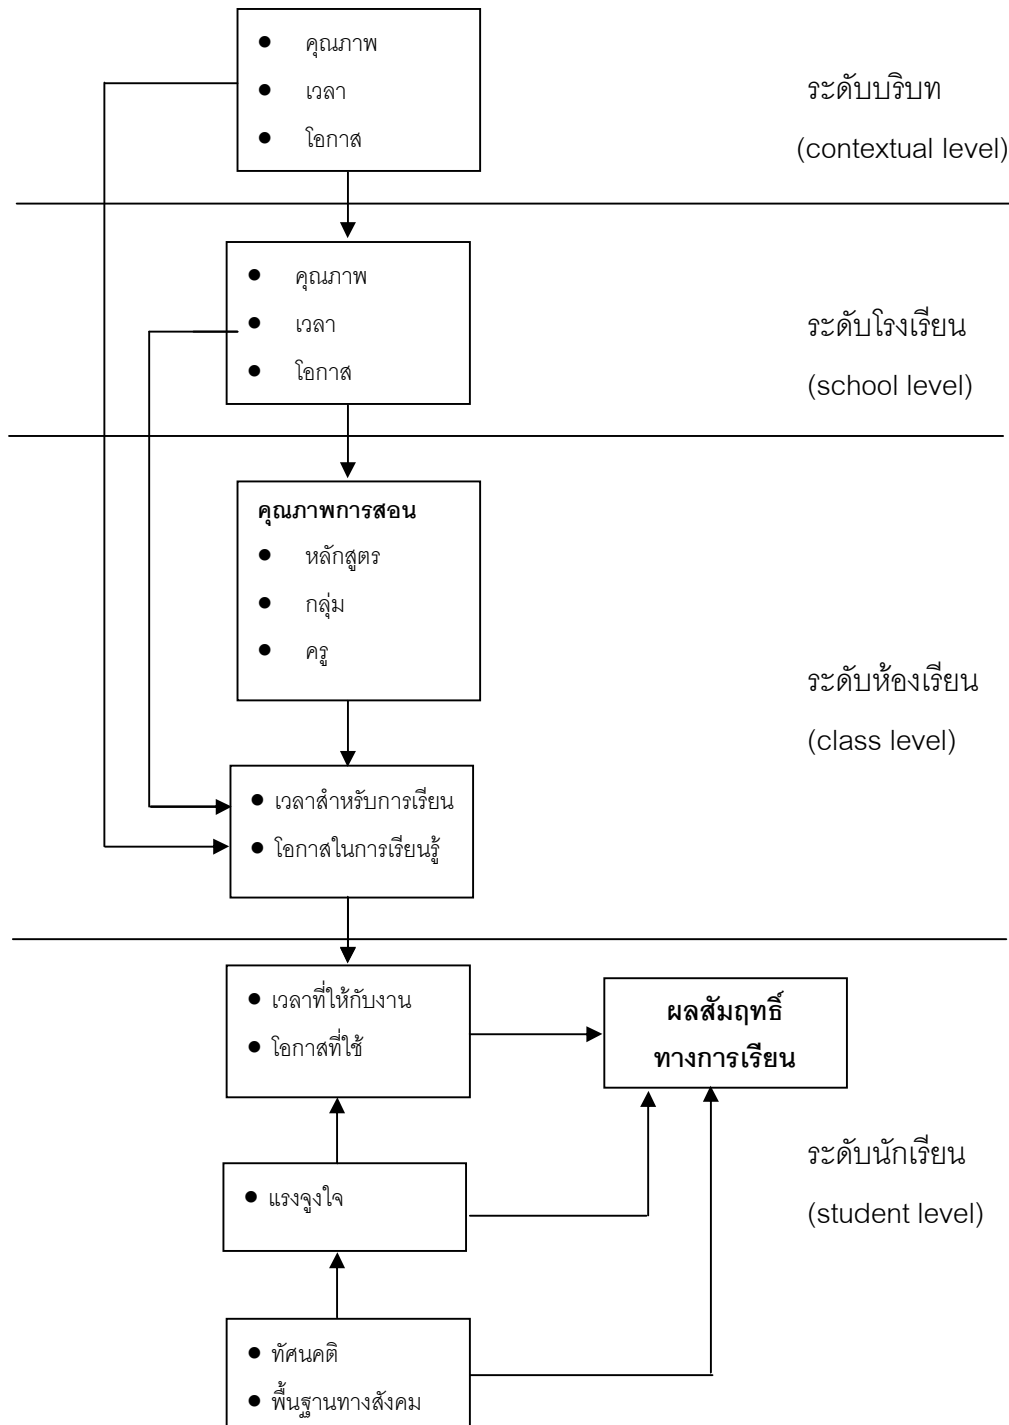 ● คุณภาพ
● เวลา
● โอกาส
ระดับบริบท
(contextual level)
● คุณภาพ
● เวลา
● โอกาส
ระดับโรงเรียน
(school level)
คุณภาพการสอน
● หลักสูตร
● กลุ่ม
● ครู
ระดับห้องเรียน
(class level)
● เวลาสำหรับการเรียน
● โอกาสในการเรียนรู้
● เวลาที่ให้กับงาน
● โอกาสที่ใช้
ผลสัมฤทธิ์
ทางการเรียน
ระดับนักเรียน
(student level)
● แรงจูงใจ
● ทัศนคติ
● พื้นฐานทางสังคม